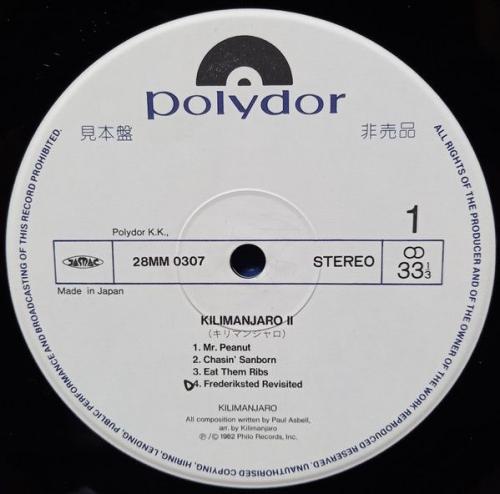 polydor
見本盤
非売品
1
Polydor K.K.,
JASRAC
28MM 0307
STEREO
33 1/3
Made in Japan
KILIMANJARO II
(キリマンジャロ)
1. Mr. Peanut
2. Chasin' Sanborn
3. Eat Them Ribs
4. Frederiksted Revisited
KILIMANJARO
All composition written by Paul Asbell,
arr. by Kilimanjaro
Ⓟ/© 1982 Philo Records, Inc.
ALL RIGHTS OF THE PRODUCER AND OF THE OWNER OF THE WORK REPRODUCED RESERVED. UNAUTHORISED COPYING, HIRING, LENDING, PUBLIC PERFORMANCE AND BROADCASTING OF THIS RECORD PROHIBITED.